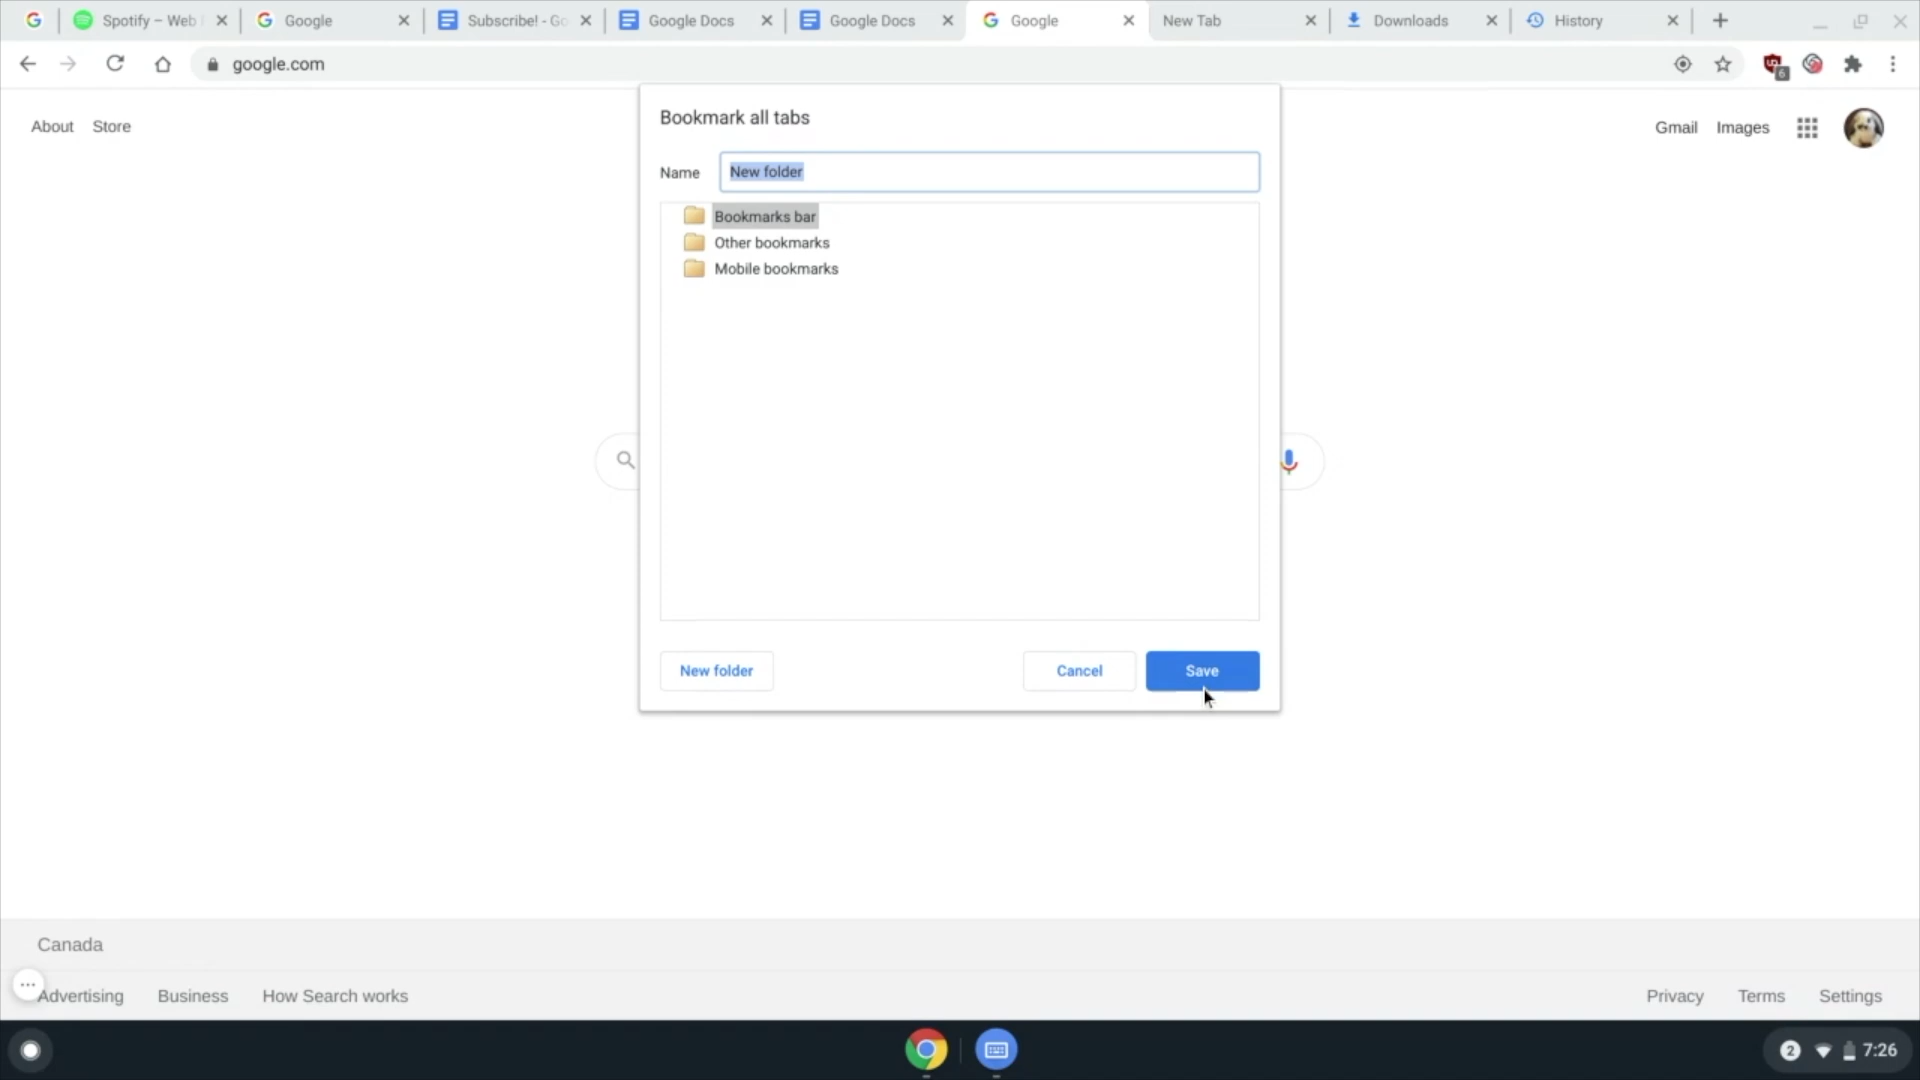 Spotify – Web
Google
Subscribe! - Go
Google Docs
Google Docs
Google
New Tab
Downloads
History
google.com
6
About
Store
Gmail
Images
Bookmark all tabs
Name
New folder
Bookmarks bar
Other bookmarks
Mobile bookmarks
New folder
Cancel
Save
Canada
Advertising
Business
How Search works
Privacy
Terms
Settings
2
7:26